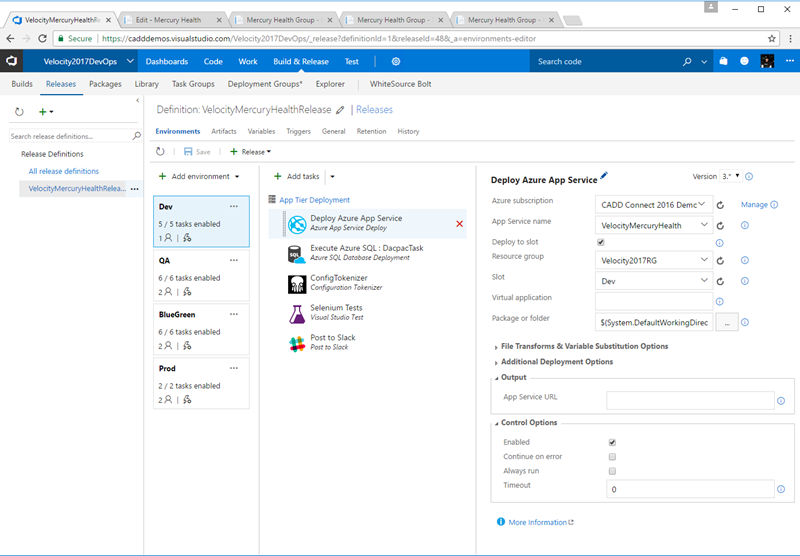 VelocityMercuryHealthR
Edit - Mercury Health
Mercury Health Group -
Mercury Health Group -
Mercury Health Group -
Secure https://cadddemos.visualstudio.com/Velocity2017DevOps/_release?definitionId=1&releaseId=48&_a=environments-editor
Velocity2017DevOps Dashboards Code Work Build & Release Test Search code
Builds Releases Packages Library Task Groups Deployment Groups* Explorer WhiteSource Bolt
Search release definitions...
Release Definitions
All release definitions
VelocityMercuryHealthRelea... ...
Definition: VelocityMercuryHealthRelease | Releases
Environments Artifacts Variables Triggers General Retention History
Save + Release
+ Add environment
Dev ...
5 / 5 tasks enabled
1
QA ...
6 / 6 tasks enabled
2
BlueGreen ...
6 / 6 tasks enabled
2
Prod ...
2 / 2 tasks enabled
2
+ Add tasks
App Tier Deployment
Deploy Azure App Service
Azure App Service Deploy
Execute Azure SQL : DacpacTask
Azure SQL Database Deployment
ConfigTokenizer
Configuration Tokenizer
Selenium Tests
Visual Studio Test
Post to Slack
Post to Slack
Deploy Azure App Service Version 3.*
Azure subscription CADD Connect 2016 Demo Manage
App Service name VelocityMercuryHealth
Deploy to slot
Resource group Velocity2017RG
Slot Dev
Virtual application
Package or folder $(System.DefaultWorkingDirec ...
File Transforms & Variable Substitution Options
Additional Deployment Options
Output
App Service URL
Control Options
Enabled
Continue on error
Always run
Timeout 0
More Information